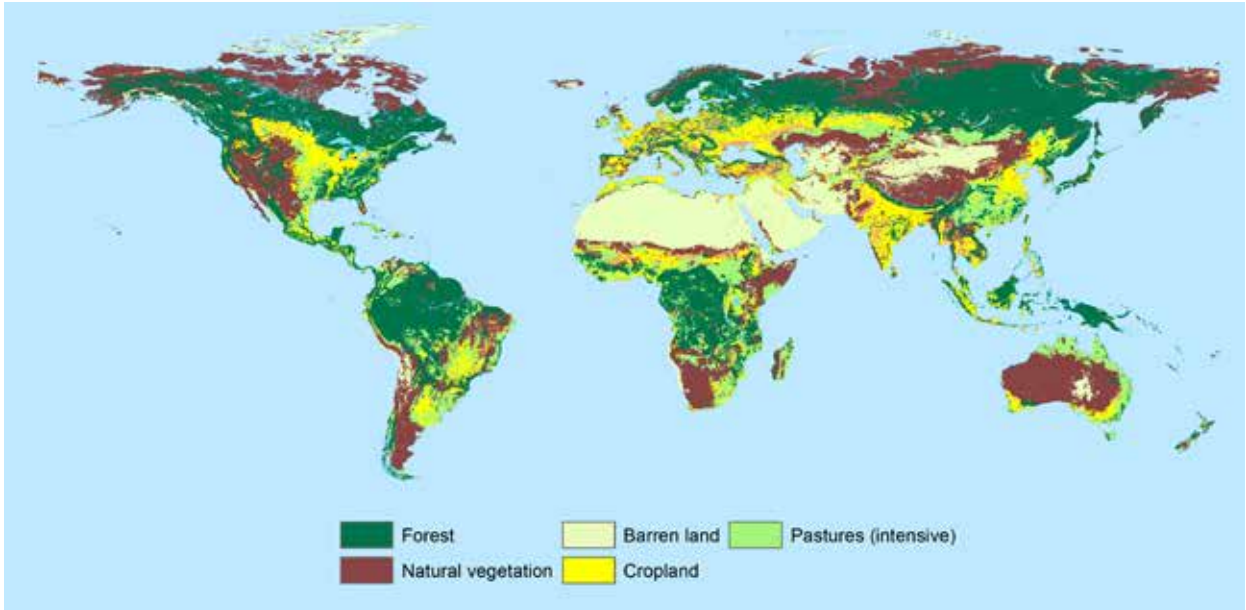 Forest
Barren land
Pastures (intensive)
Natural vegetation
Cropland